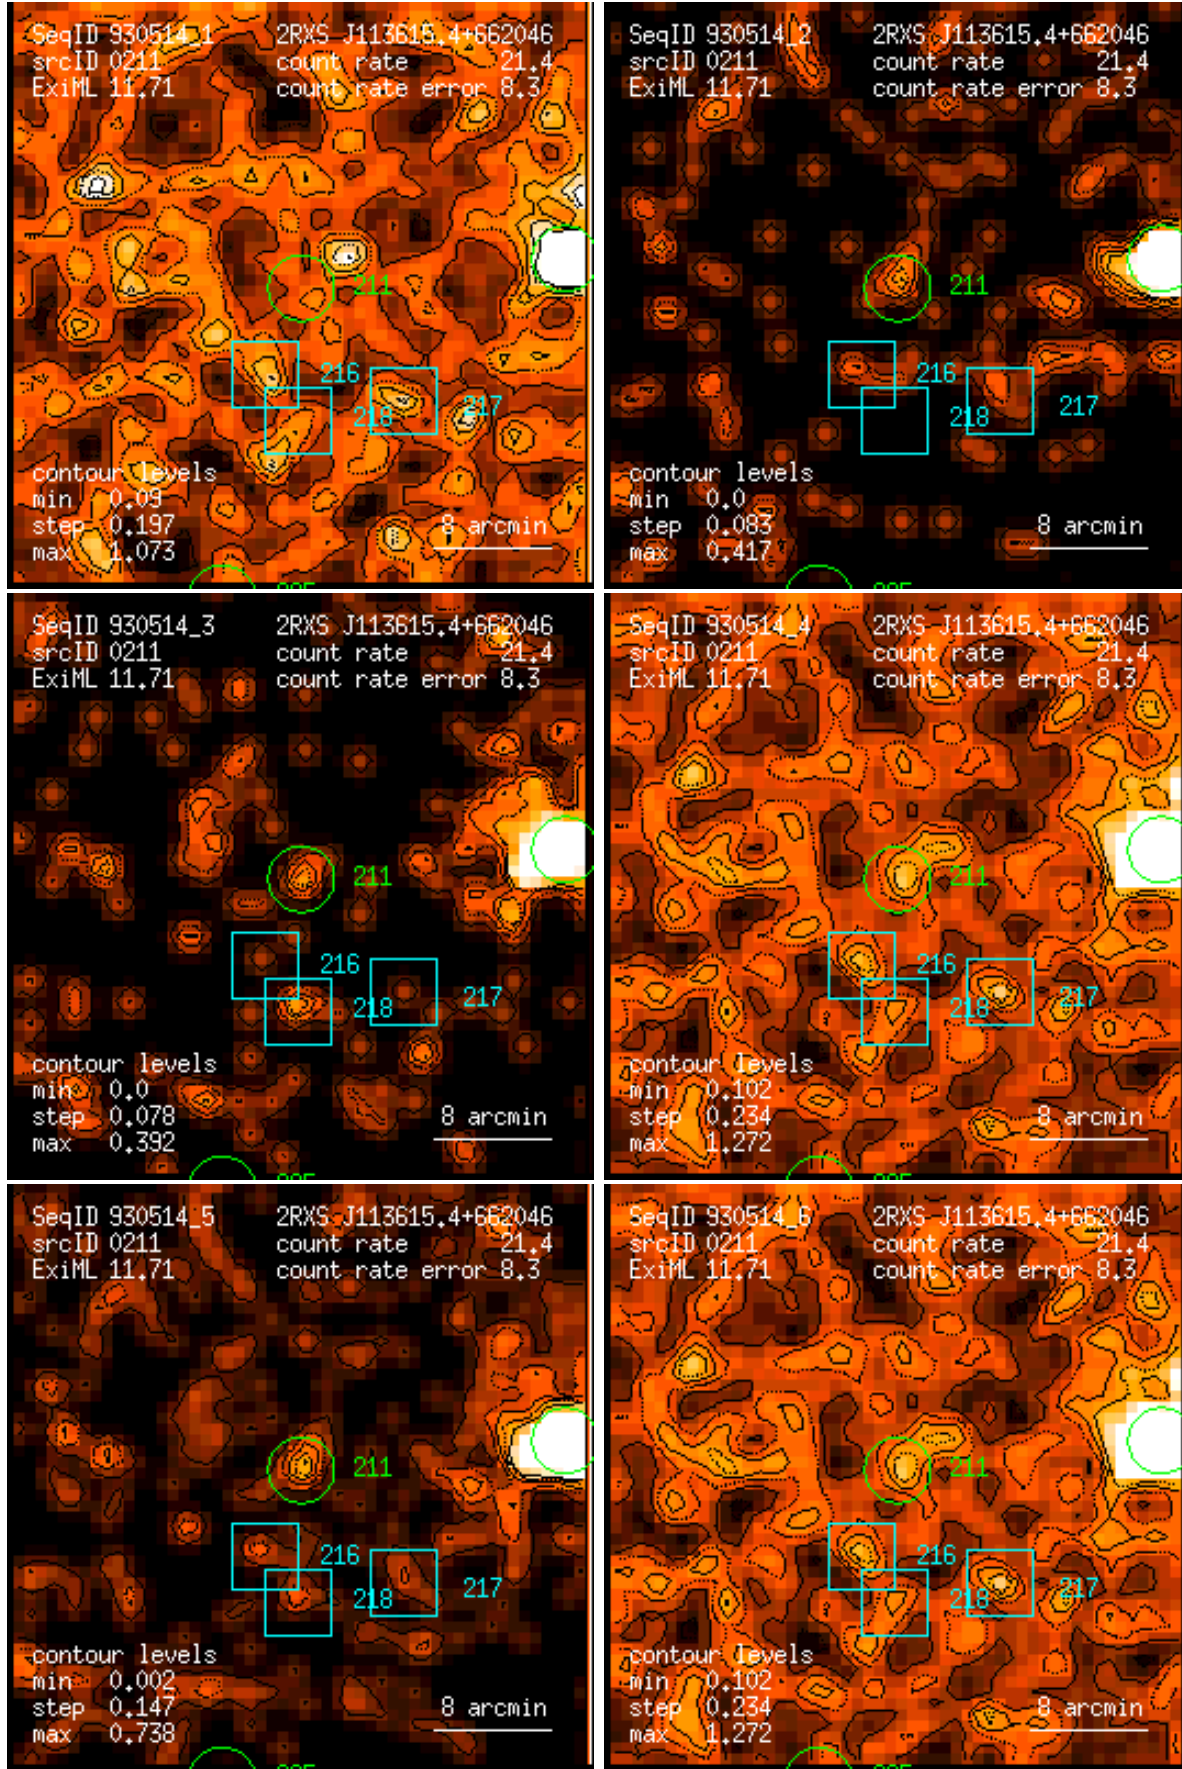 SeqID 930514_1 2RXS J113615.4+662046
srcID 0211 count rate 21.4
ExiML 11.71 count rate error 8.3
211
216
217
218
contour levels
min 0.09
step 0.197
max 1.073
8 arcmin
SeqID 930514_2 2RXS J113615.4+662046
srcID 0211 count rate 21.4
ExiML 11.71 count rate error 8.3
211
216
217
218
contour levels
min 0.0
step 0.083
max 0.417
8 arcmin
SeqID 930514_3 2RXS J113615.4+662046
srcID 0211 count rate 21.4
ExiML 11.71 count rate error 8.3
211
216
217
218
contour levels
min 0.0
step 0.078
max 0.392
8 arcmin
SeqID 930514_4 2RXS J113615.4+662046
srcID 0211 count rate 21.4
ExiML 11.71 count rate error 8.3
211
216
217
218
contour levels
min 0.102
step 0.234
max 1.272
8 arcmin
SeqID 930514_5 2RXS J113615.4+662046
srcID 0211 count rate 21.4
ExiML 11.71 count rate error 8.3
211
216
217
218
contour levels
min 0.002
step 0.147
max 0.738
8 arcmin
SeqID 930514_6 2RXS J113615.4+662046
srcID 0211 count rate 21.4
ExiML 11.71 count rate error 8.3
211
216
217
218
contour levels
min 0.102
step 0.234
max 1.272
8 arcmin